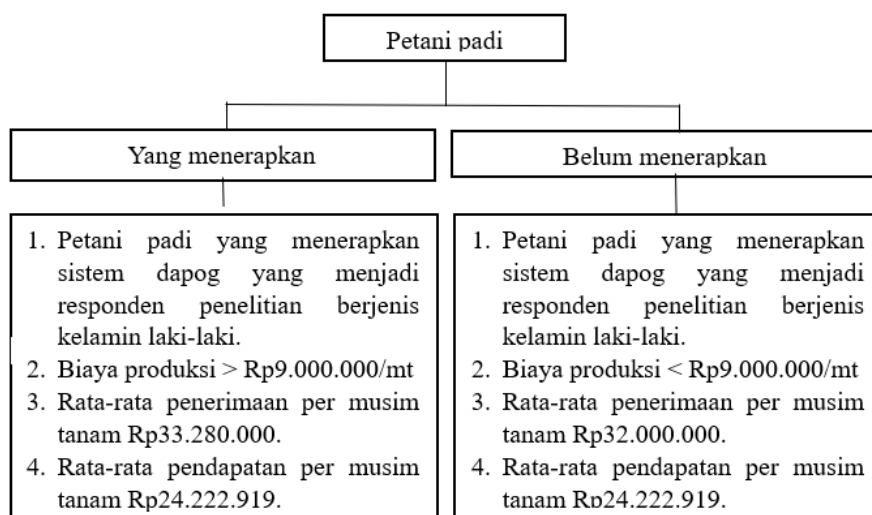 Petani padi
Yang menerapkan
Belum menerapkan
1. Petani padi yang menerapkan
sistem dapog yang menjadi
responden penelitian berjenis
kelamin laki-laki.
2. Biaya produksi > Rp9.000.000/mt
3. Rata-rata penerimaan per musim
tanam Rp33.280.000.
4. Rata-rata pendapatan per musim
tanam Rp24.222.919.
1. Petani padi yang menerapkan
sistem dapog yang menjadi
responden penelitian berjenis
kelamin laki-laki.
2. Biaya produksi < Rp9.000.000/mt
3. Rata-rata penerimaan per musim
tanam Rp32.000.000.
4. Rata-rata pendapatan per musim
tanam Rp24.222.919.